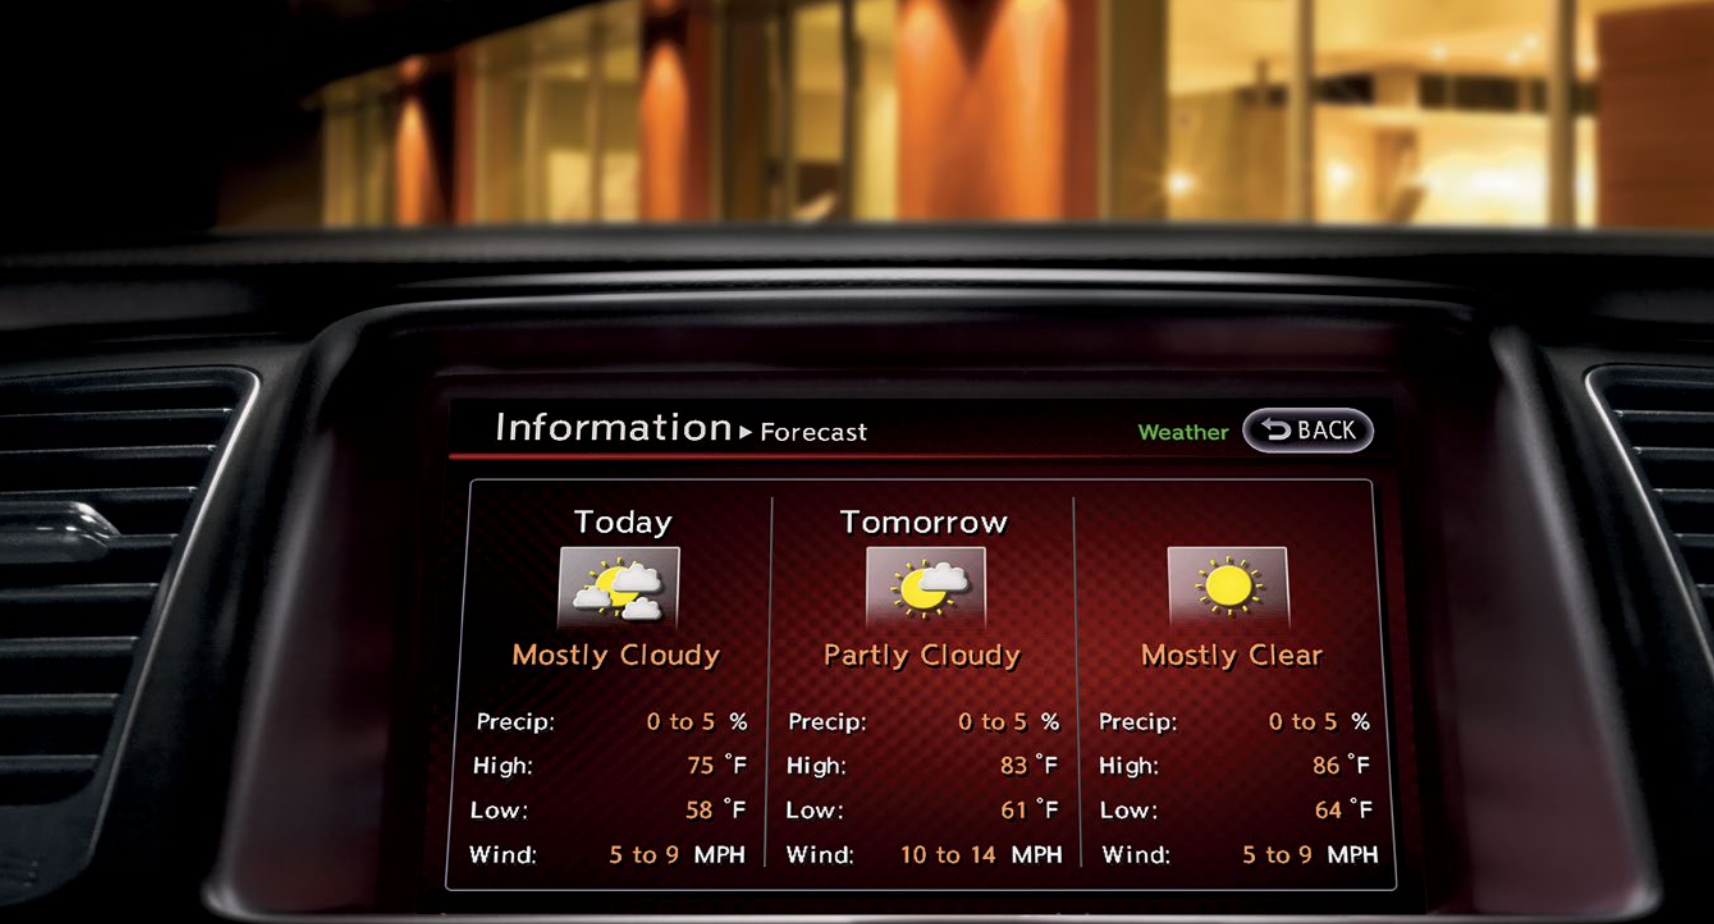 Information ▸ Forecast
Weather
BACK
Today
Mostly Cloudy
Precip: 0 to 5 %
High: 75 °F
Low: 58 °F
Wind: 5 to 9 MPH
Tomorrow
Partly Cloudy
Precip: 0 to 5 %
High: 83 °F
Low: 61 °F
Wind: 10 to 14 MPH
Mostly Clear
Precip: 0 to 5 %
High: 86 °F
Low: 64 °F
Wind: 5 to 9 MPH